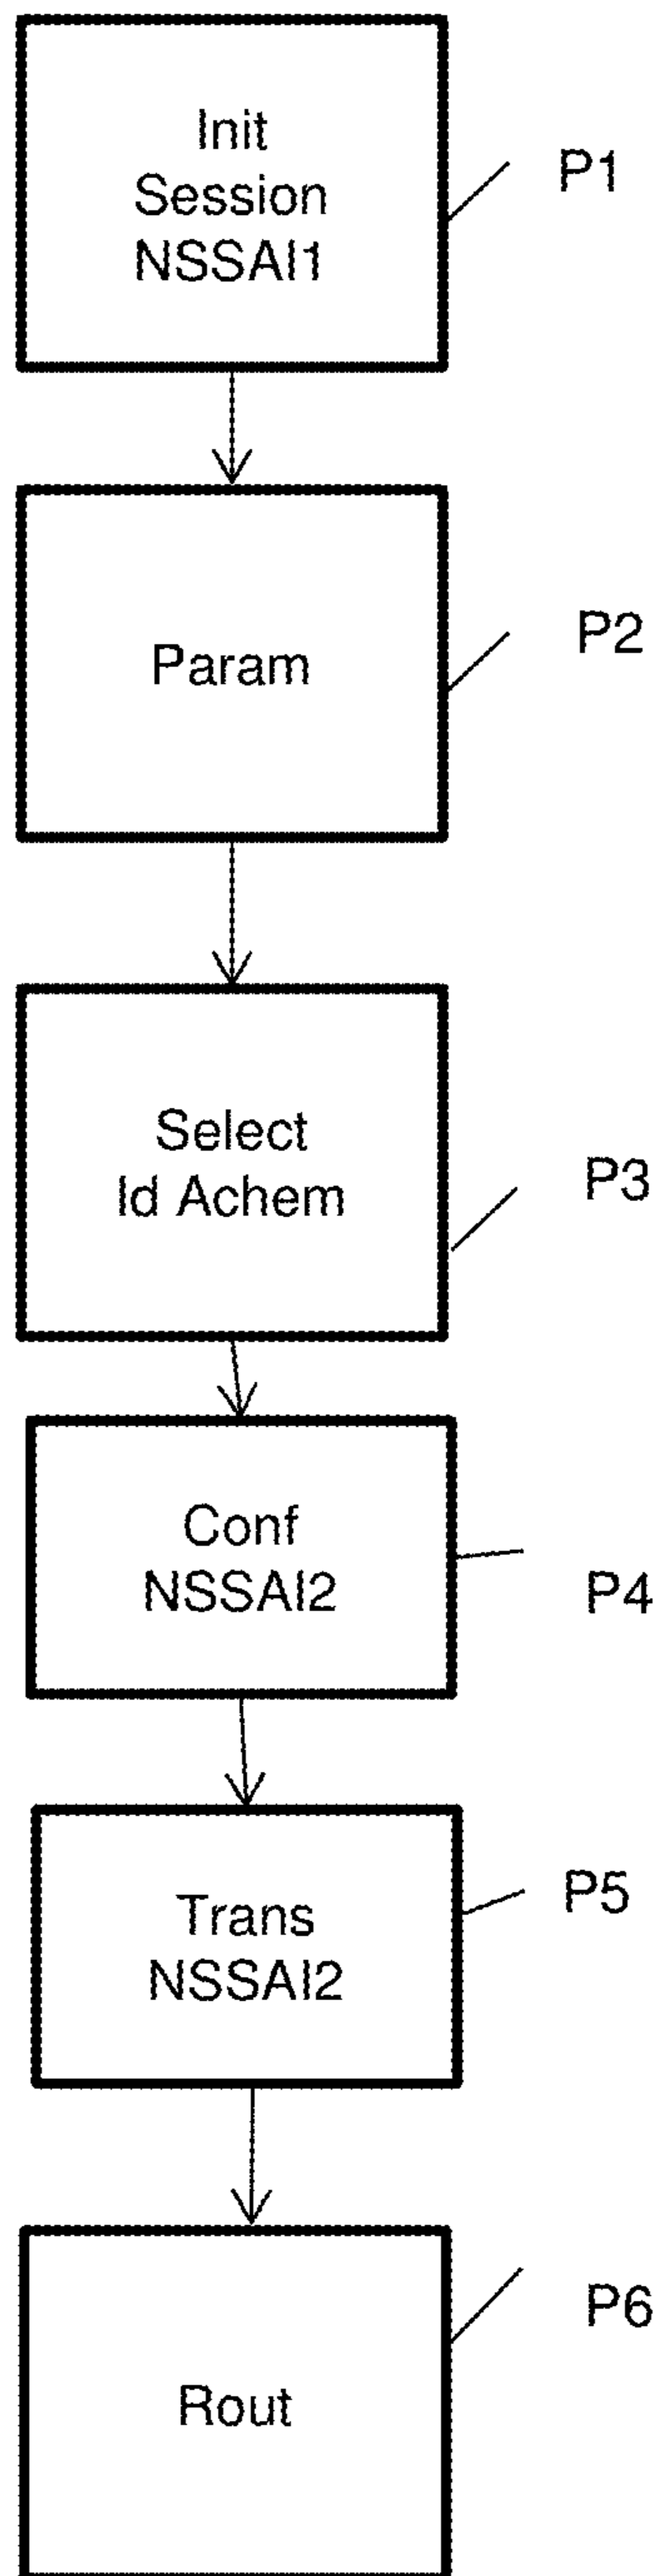 Init
Session
NSSAI1
P1
Param
P2
Select
Id Achem
P3
Conf
NSSAI2
P4
Trans
NSSAI2
P5
Rout
P6